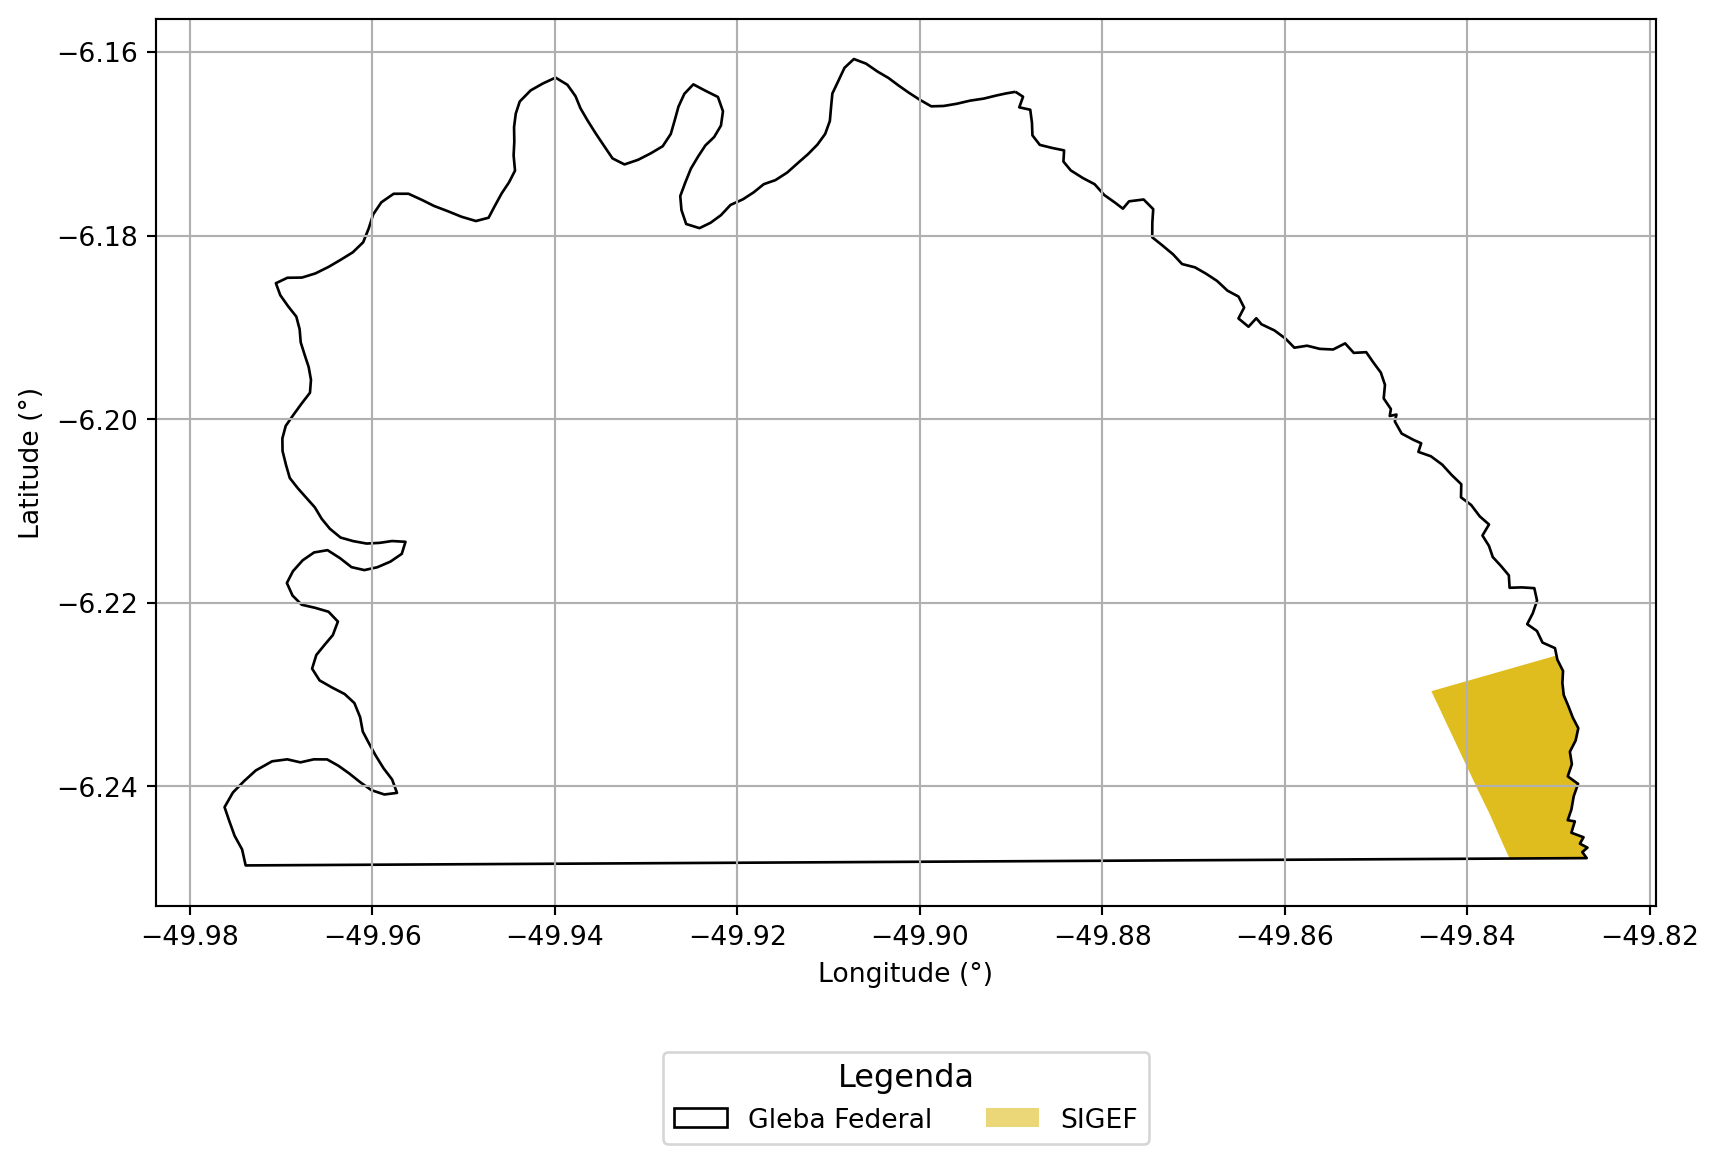 −6.16
−6.18
−6.20
−6.22
−6.24
Latitude (°)
−49.98 −49.96 −49.94 −49.92 −49.90 −49.88 −49.86 −49.84 −49.82
Longitude (°)
Legenda
Gleba Federal SIGEF